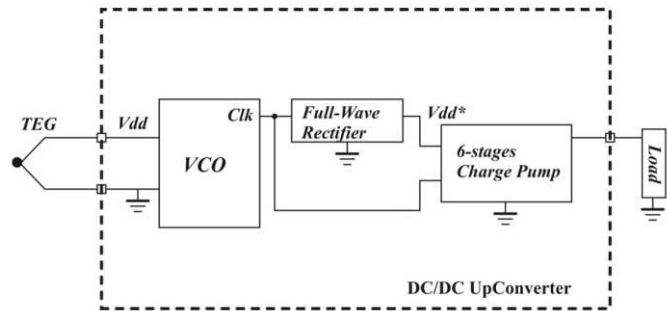 TEG
Vdd
VCO
Clk
Full-Wave
Rectifier
Vdd*
6-stages
Charge Pump
Load
DC/DC UpConverter